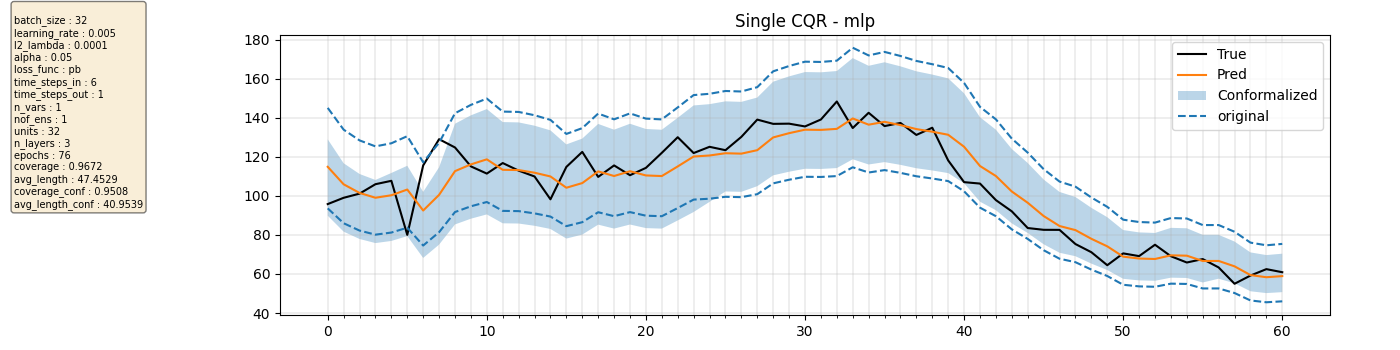 batch_size : 32
learning_rate : 0.005
l2_lambda : 0.0001
alpha : 0.05
loss_func : pb
time_steps_in : 6
time_steps_out : 1
n_vars : 1
nof_ens : 1
units : 32
n_layers : 3
epochs : 76
coverage : 0.9672
avg_length : 47.4529
coverage_conf : 0.9508
avg_length_conf : 40.9539
Single CQR - mlp
180
160
140
120
100
80
60
40
True
Pred
Conformalized
original
0 10 20 30 40 50 60